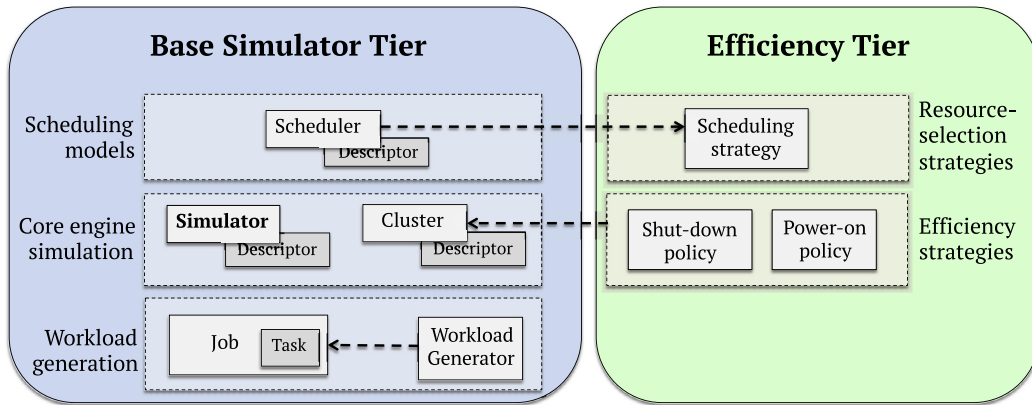 Base Simulator Tier
Efficiency Tier
Scheduling
models
Scheduler
Descriptor
Scheduling
strategy
Resource-
selection
strategies
Core engine
simulation
Simulator
Descriptor
Cluster
Descriptor
Shut-down
policy
Power-on
policy
Efficiency
strategies
Workload
generation
Job
Task
Workload
Generator